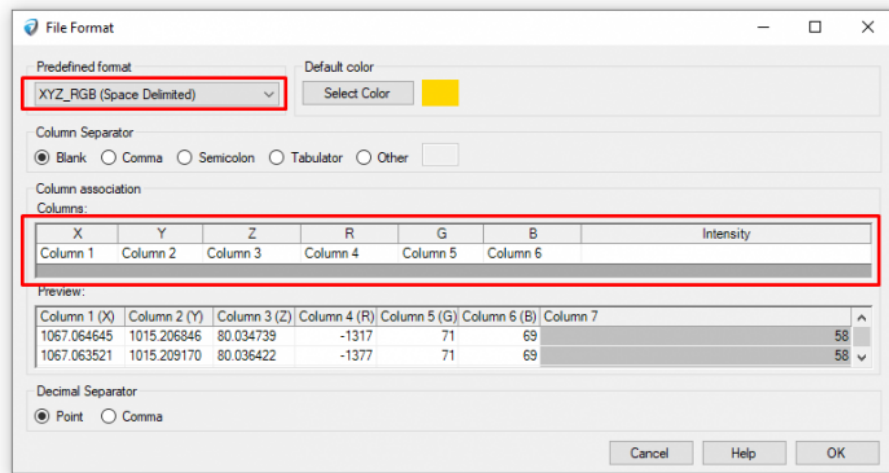 File Format
Predefined format
XYZ_RGB (Space Delimited)
Default color
Select Color
Column Separator
Blank Comma Semicolon Tabulator Other
Column association
Columns:
X Y Z R G B Intensity
Column 1 Column 2 Column 3 Column 4 Column 5 Column 6
Preview:
Column 1 (X) Column 2 (Y) Column 3 (Z) Column 4 (R) Column 5 (G) Column 6 (B) Column 7
1067.064645 1015.206846 80.034739 -1317 71 69 58
1067.063521 1015.209170 80.036422 -1377 71 69 58
Decimal Separator
Point Comma
Cancel Help OK